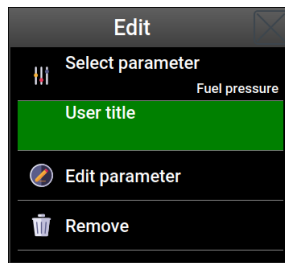 Edit
Select parameter
Fuel pressure
User title
Edit parameter
Remove